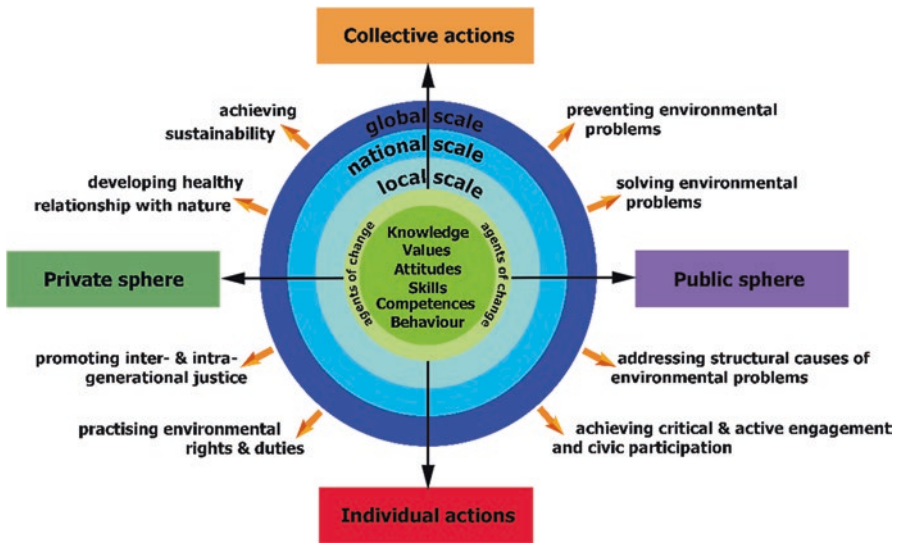 Collective actions
achieving
sustainability
developing healthy
relationship with nature
preventing environmental
problems
solving environmental
problems
global scale
national scale
local scale
agents of change
Knowledge
Values
Attitudes
Skills
Competences
Behaviour
agents of change
Private sphere
Public sphere
promoting inter- & intra-
generational justice
practising environmental
rights & duties
addressing structural causes of
environmental problems
achieving critical & active engagement
and civic participation
Individual actions